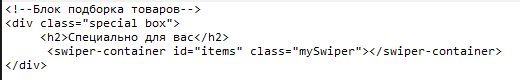 <!--Блок подборка товаров-->
<div class="special box">
<h2>Специально для вас</h2>
<swiper-container id="items" class="mySwiper"></swiper-container>
</div>